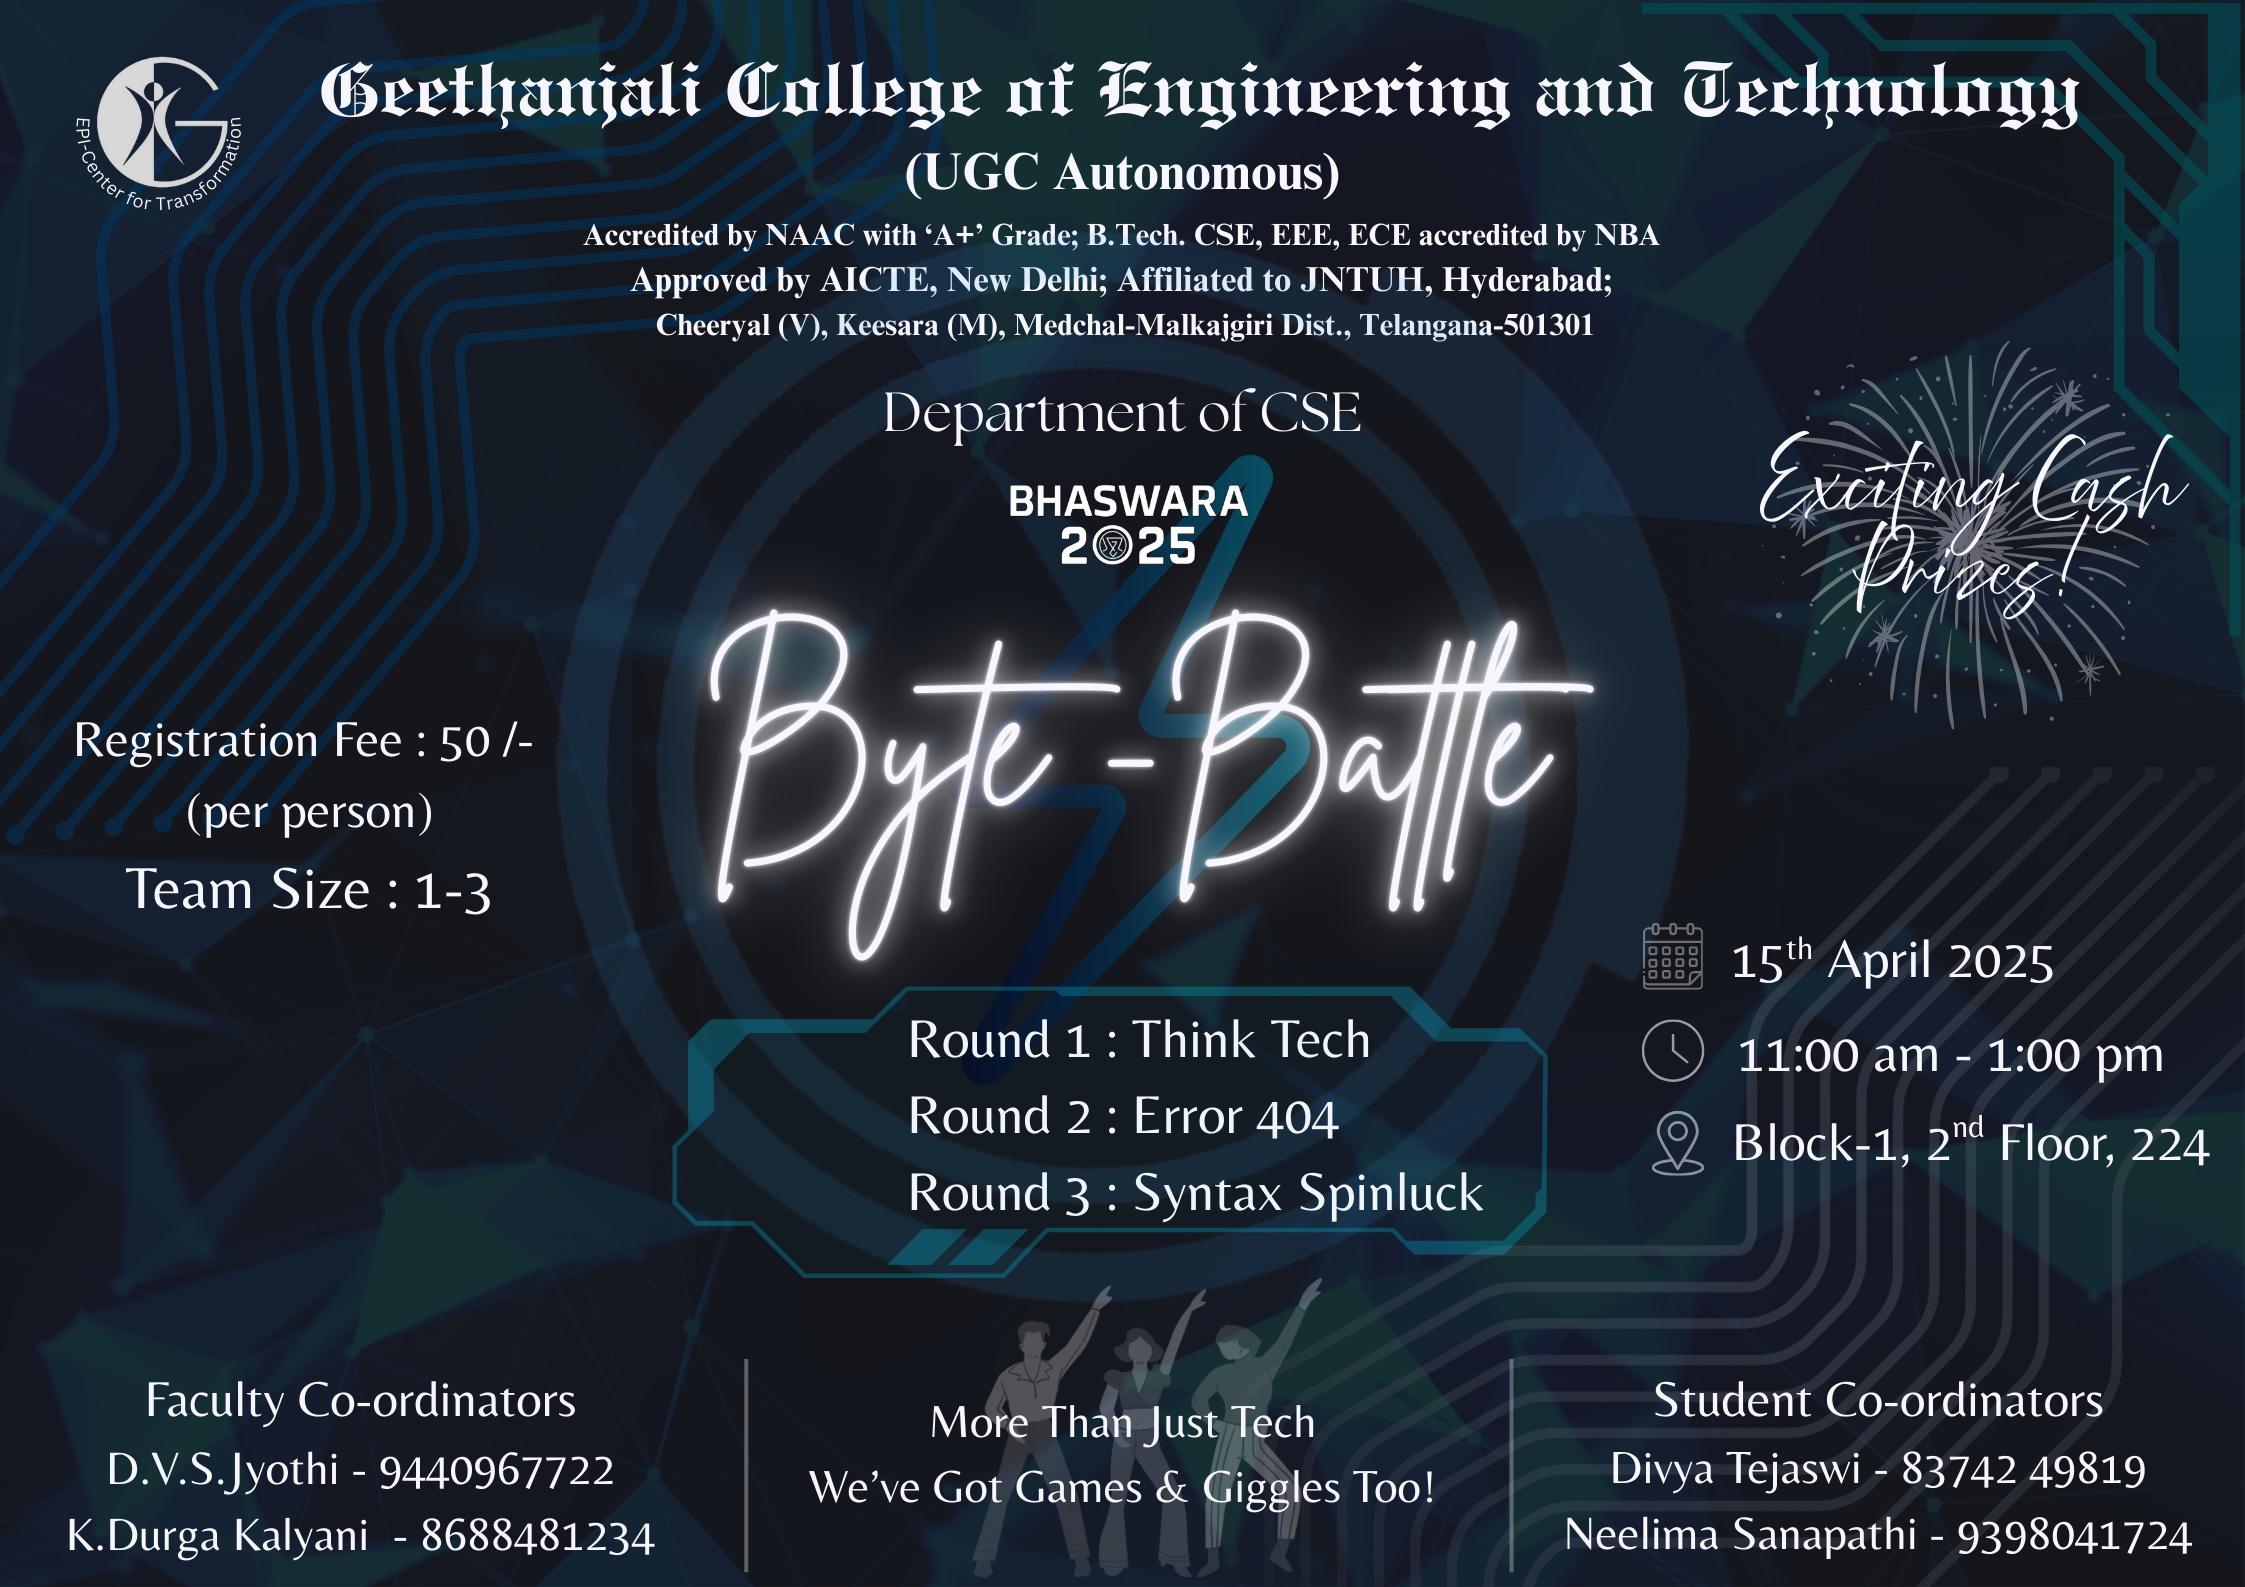 EPI-Center for Transformation
Geethanjali College of Engineering and Technology
(UGC Autonomous)
Accredited by NAAC with ‘A+’ Grade; B.Tech. CSE, EEE, ECE accredited by NBA
Approved by AICTE, New Delhi; Affiliated to JNTUH, Hyderabad;
Cheeryal (V), Keesara (M), Medchal-Malkajgiri Dist., Telangana-501301
Department of CSE
BHASWARA
2025
Exciting Cash
Prizes!
Byte-Battle
Registration Fee : 50 /-
(per person)
Team Size : 1-3
15th April 2025
11:00 am - 1:00 pm
Block-1, 2nd Floor, 224
Round 1 : Think Tech
Round 2 : Error 404
Round 3 : Syntax Spinluck
Faculty Co-ordinators
D.V.S.Jyothi - 9440967722
K.Durga Kalyani - 8688481234
More Than Just Tech
We’ve Got Games & Giggles Too!
Student Co-ordinators
Divya Tejaswi - 83742 49819
Neelima Sanapathi - 9398041724